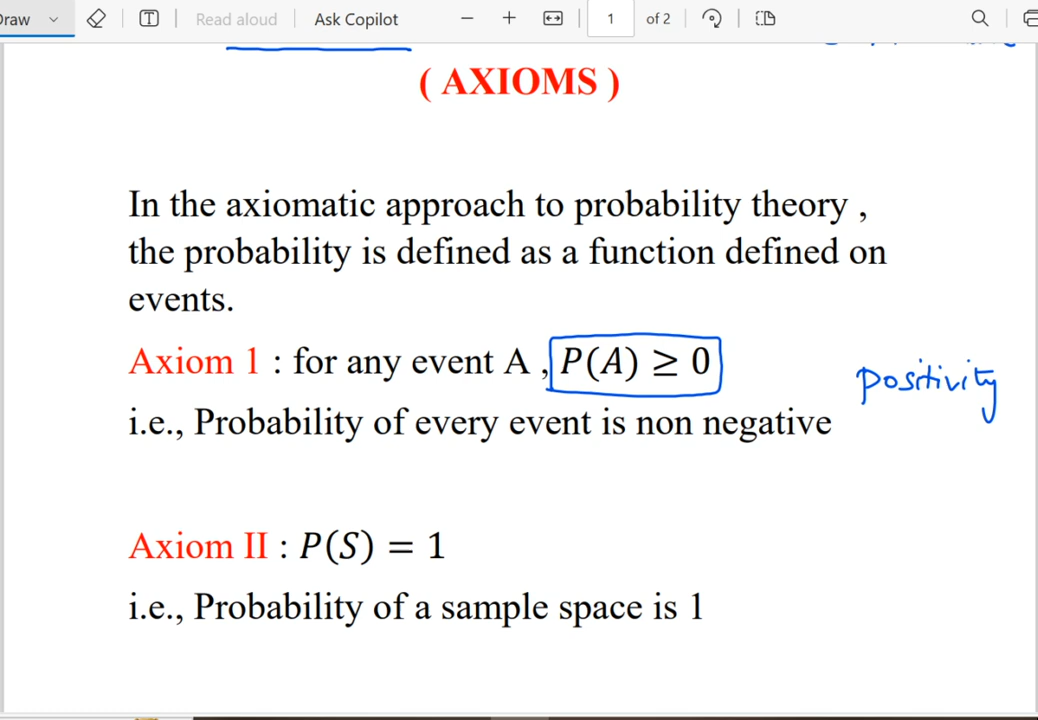 Draw
Read aloud
Ask Copilot
1
of 2
( AXIOMS )
In the axiomatic approach to probability theory ,
the probability is defined as a function defined on
events.
Axiom 1 : for any event A , P(A) ≥ 0
positivity
i.e., Probability of every event is non negative
Axiom II : P(S) = 1
i.e., Probability of a sample space is 1